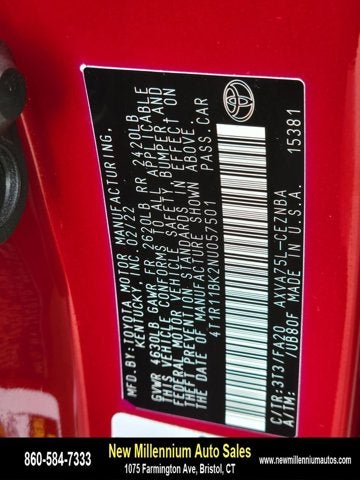 MFD.BY:TOYOTA MOTOR MANUFACTURING,
KENTUCKY, INC. 02/22
GVWR 4630LB GAWR FR 2620LB RR 2420LB
THIS VEHICLE CONFORMS TO ALL APPLICABLE
FEDERAL MOTOR VEHICLE SAFETY, BUMPER, AND
THEFT PREVENTION STANDARDS IN EFFECT
ON THE DATE OF MANUFACTURE SHOWN ABOVE.
4T1R11BK2NU057501 PASS.CAR
C/TR:3T3/FA20 AXVA75L-CEZNBA
A/TM: /UB80F MADE IN U.S.A. 15381
TOYOTA
860-584-7333
New Millennium Auto Sales
1075 Farmington Ave, Bristol, CT
www.newmillenniumautos.com